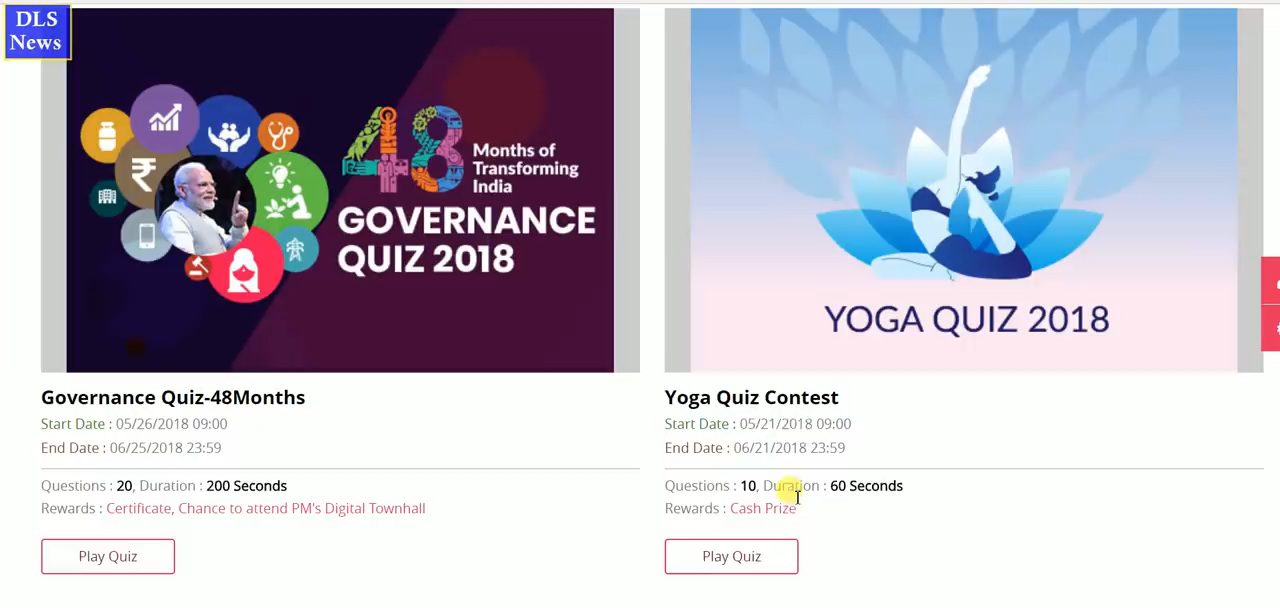 DLS
News
48
Months of
Transforming
India
GOVERNANCE
QUIZ 2018
₹
YOGA QUIZ 2018
Governance Quiz-48Months
Start Date : 05/26/2018 09:00
End Date : 06/25/2018 23:59
Questions : 20, Duration : 200 Seconds
Rewards : Certificate, Chance to attend PM's Digital Townhall
Play Quiz
Yoga Quiz Contest
Start Date : 05/21/2018 09:00
End Date : 06/21/2018 23:59
Questions : 10, Duration : 60 Seconds
Rewards : Cash Prize
Play Quiz